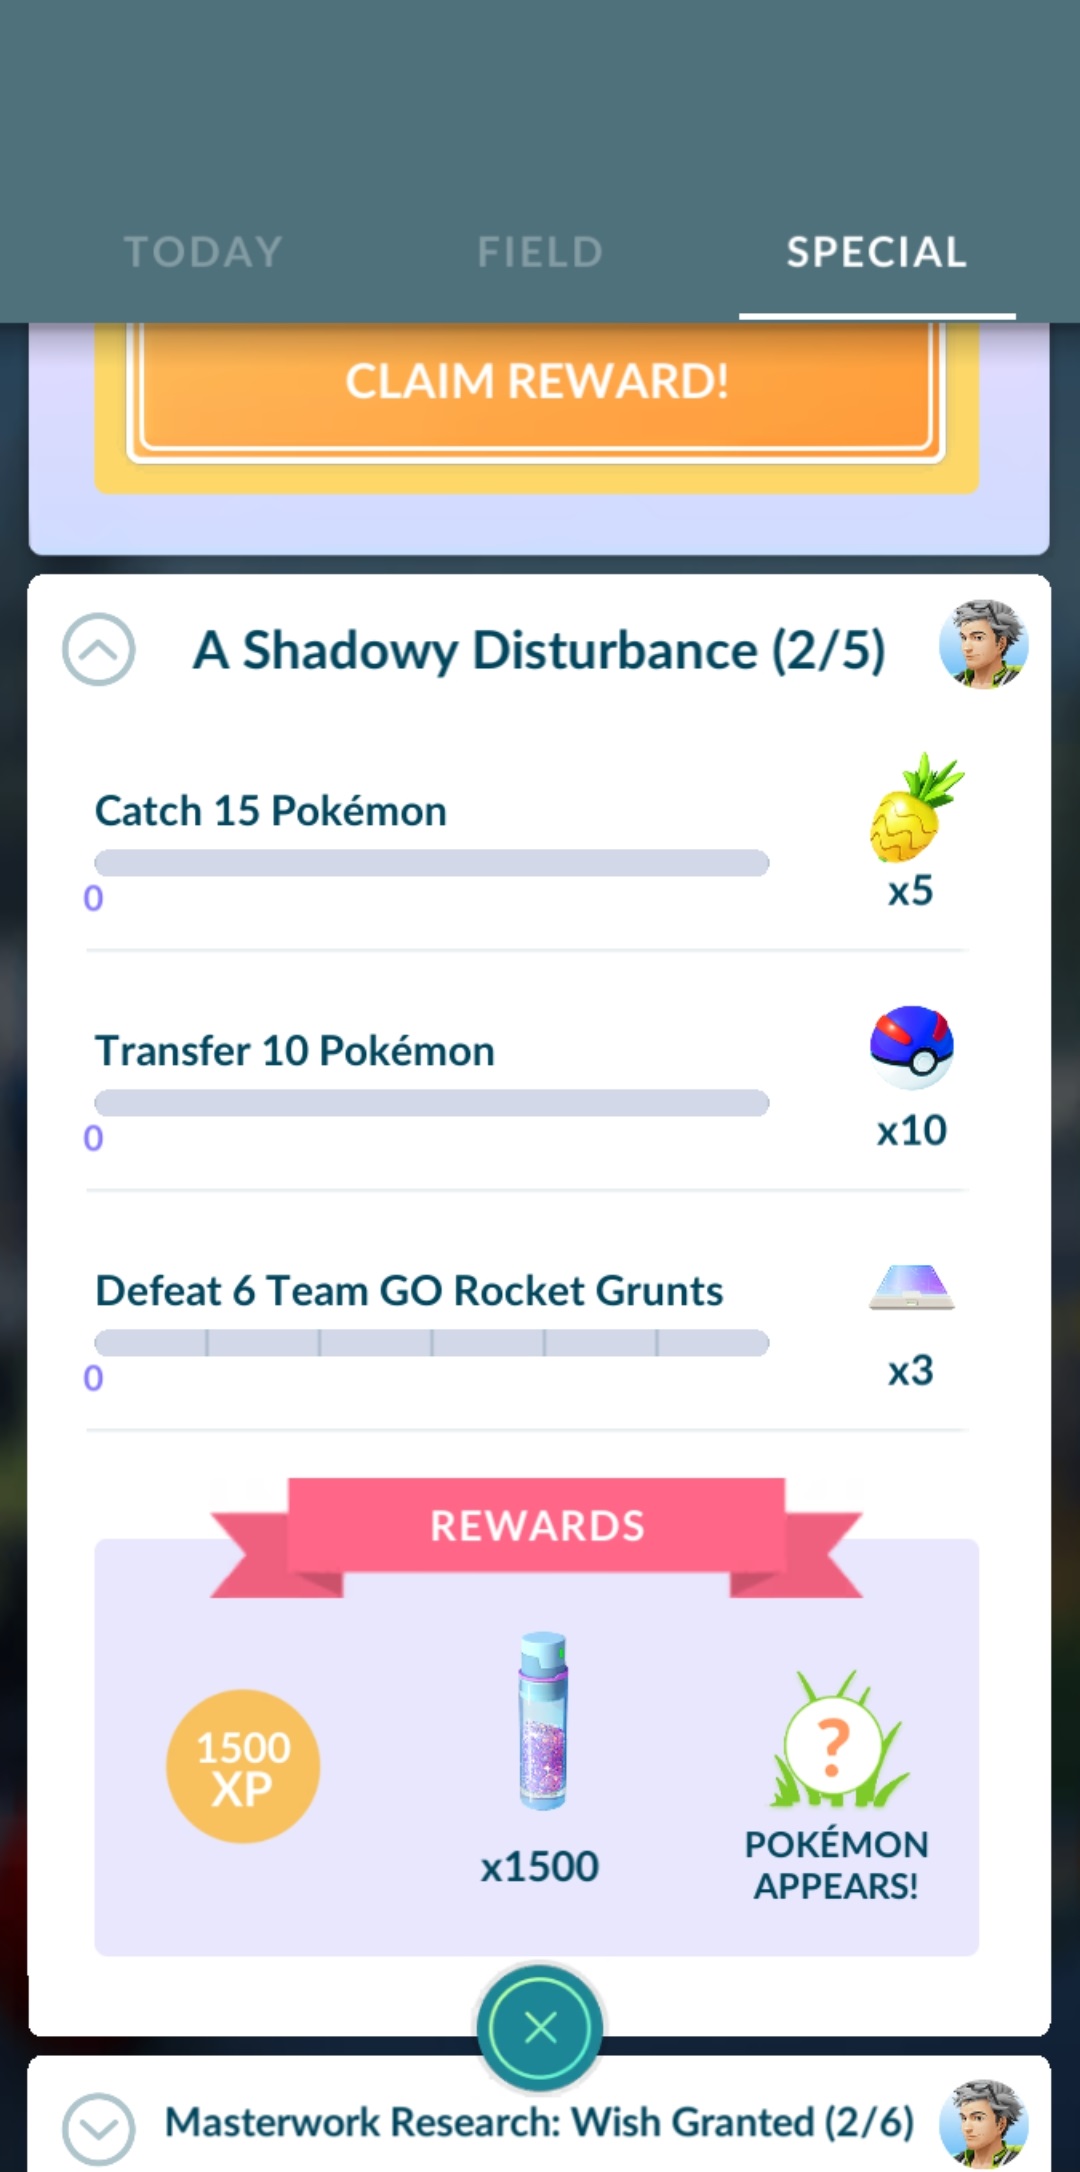 TODAY
FIELD
SPECIAL
CLAIM REWARD!
A Shadowy Disturbance (2/5)
Catch 15 Pokémon
0
x5
Transfer 10 Pokémon
0
x10
Defeat 6 Team GO Rocket Grunts
0
x3
REWARDS
1500
XP
x1500
?
POKÉMON
APPEARS!
Masterwork Research: Wish Granted (2/6)